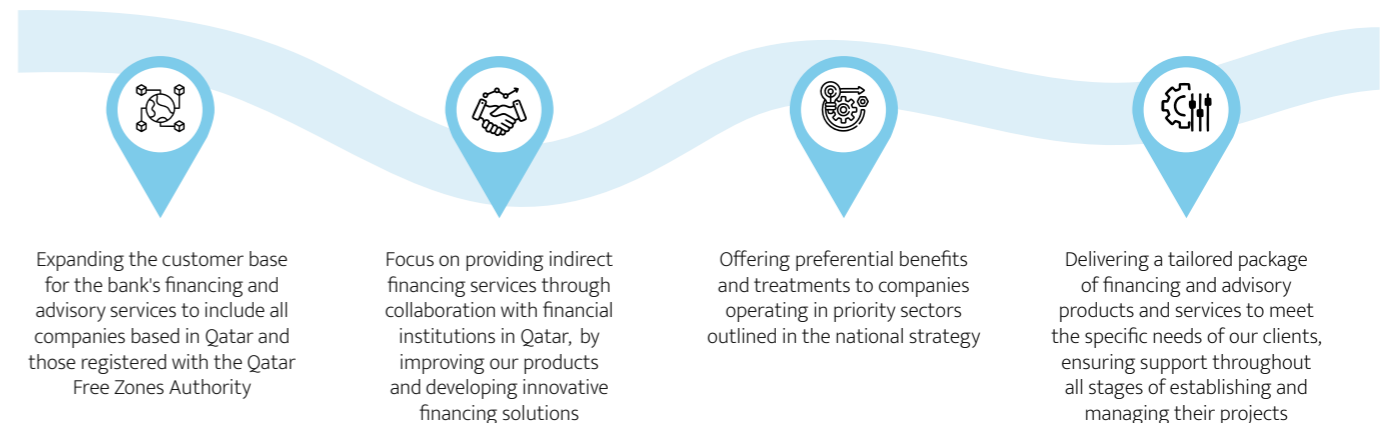 Expanding the customer base
for the bank's financing and
advisory services to include all
companies based in Qatar and
those registered with the Qatar
Free Zones Authority
Focus on providing indirect
financing services through
collaboration with financial
institutions in Qatar, by
improving our products
and developing innovative
financing solutions
Offering preferential benefits
and treatments to companies
operating in priority sectors
outlined in the national strategy
Delivering a tailored package
of financing and advisory
products and services to meet
the specific needs of our clients,
ensuring support throughout
all stages of establishing and
managing their projects